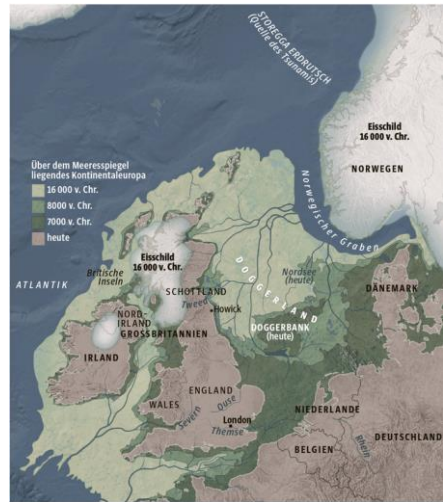 STOREGGA ERDRUTSCH
(Quelle des Tsunamis)
Eisschild
16 000 v. Chr.
NORWEGEN
Über dem Meeresspiegel
liegendes Kontinentaleuropa
16 000 v. Chr.
8000 v. Chr.
7000 v. Chr.
heute
Norwegischer Graben
Eisschild
16 000 v. Chr.
ATLANTIK
Britische
Inseln
DOGGERLAND
Nordsee
(heute)
DÄNEMARK
SCHOTTLAND
Tweed
Howick
NORD-
IRLAND
GROSSBRITANNIEN
DOGGERBANK
(heute)
IRLAND
ENGLAND
WALES
Ouse
Severn
London
Themse
NIEDERLANDE
BELGIEN
Rhein
DEUTSCHLAND